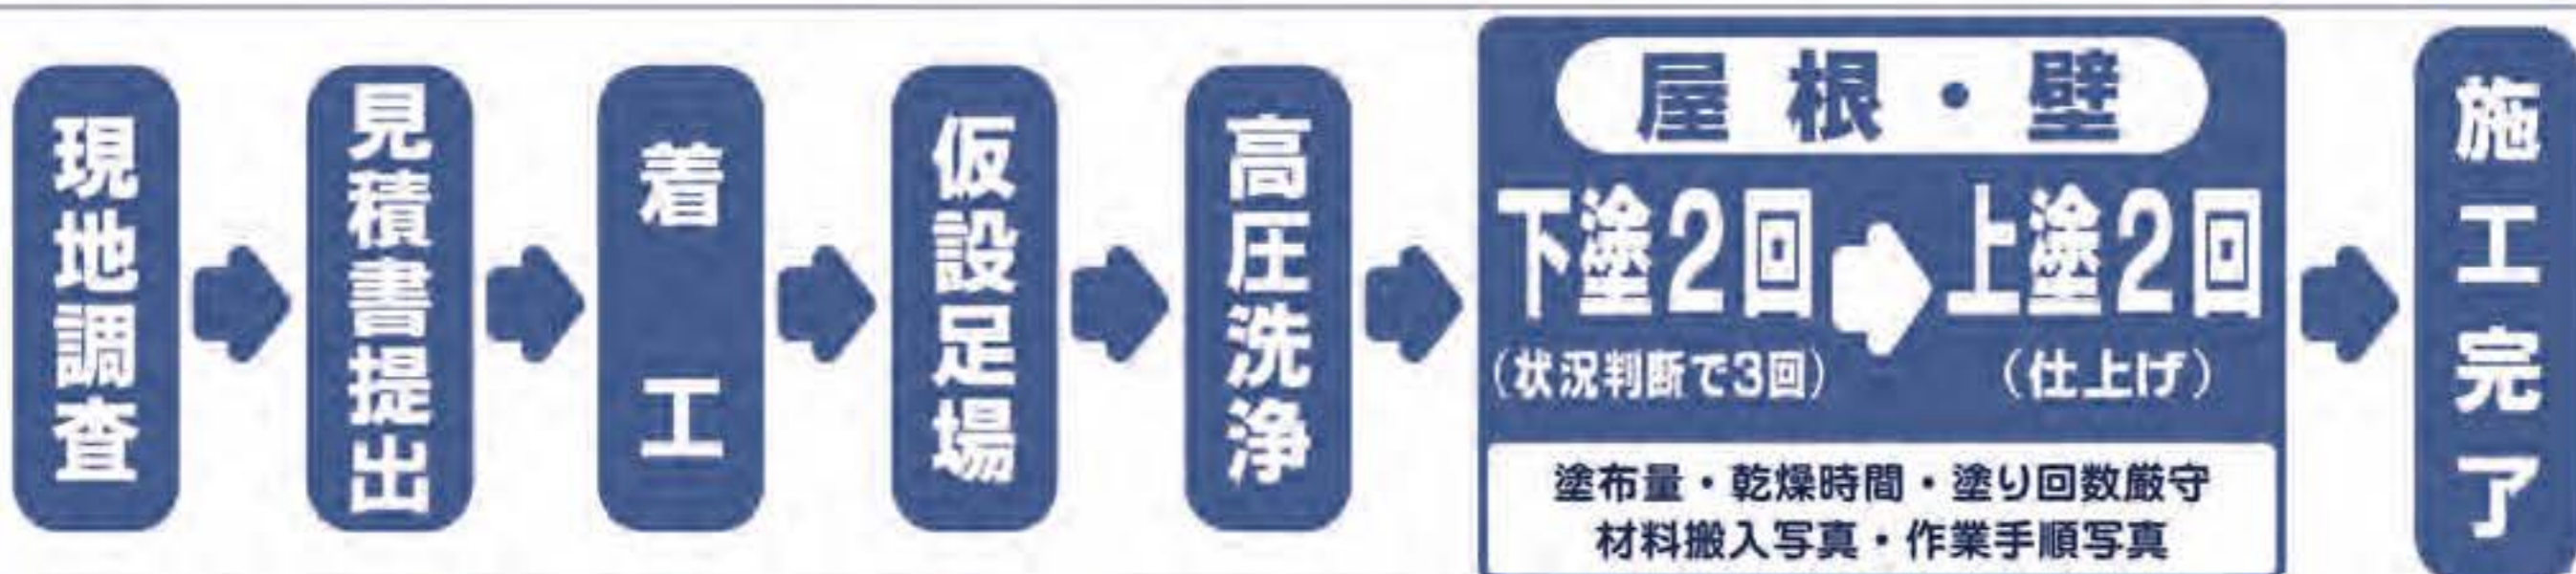 現地調査
見積書提出
着工
仮設足場
高圧洗浄
屋根・壁
下塗2回
(状況判断で3回)
上塗2回
(仕上げ)
塗布量・乾燥時間・塗り回数厳守
材料搬入写真・作業手順写真
施工完了